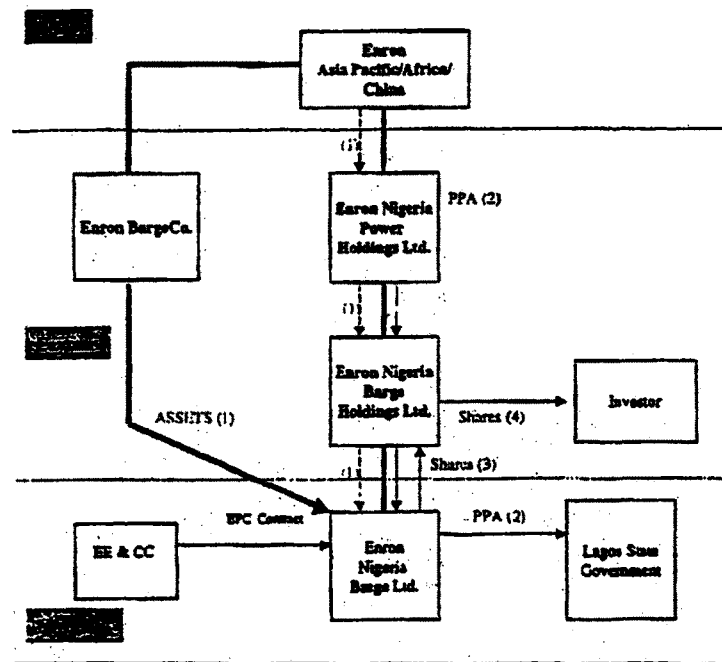 Enron
Asia Pacific/Africa/
China
(1)
Enron BargeCo.
Enron Nigeria
Power
Holdings Ltd.
PPA (2)
Enron Nigeria
Barge
Holdings Ltd.
Investor
ASSETS (1)
Shares (4)
Shares (3)
EPC Contract
EE & CC
Enron
Nigeria
Barge Ltd.
PPA (2)
Lagos State
Government